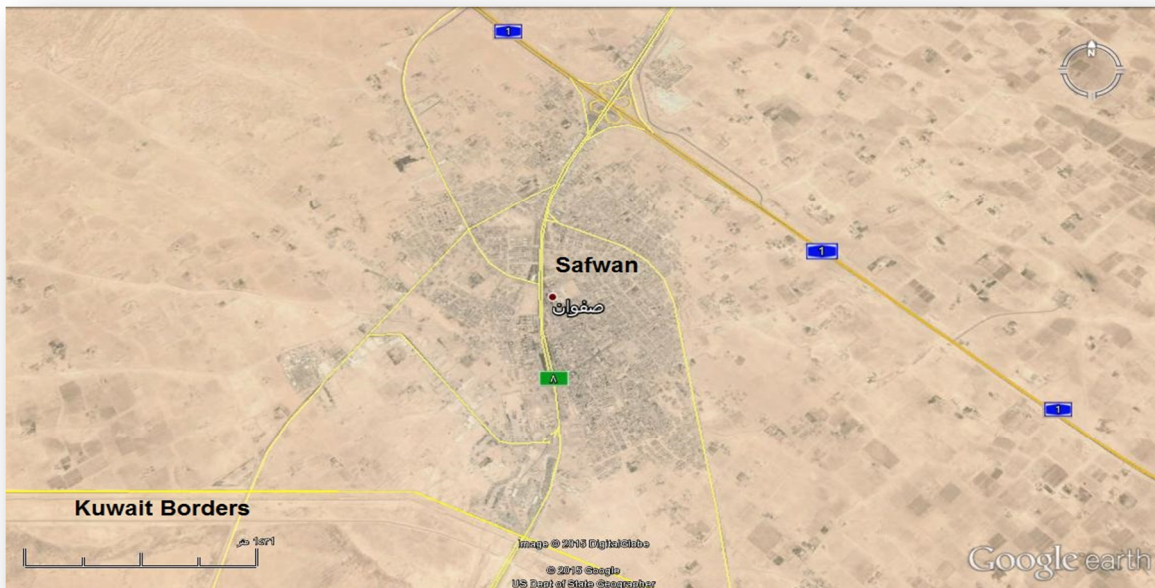 1
N
1
Safwan
صفوان
٨
1
Kuwait Borders
Image © 2015 DigitalGlobe
© 2015 Google
US Dept of State Geographer
Google earth